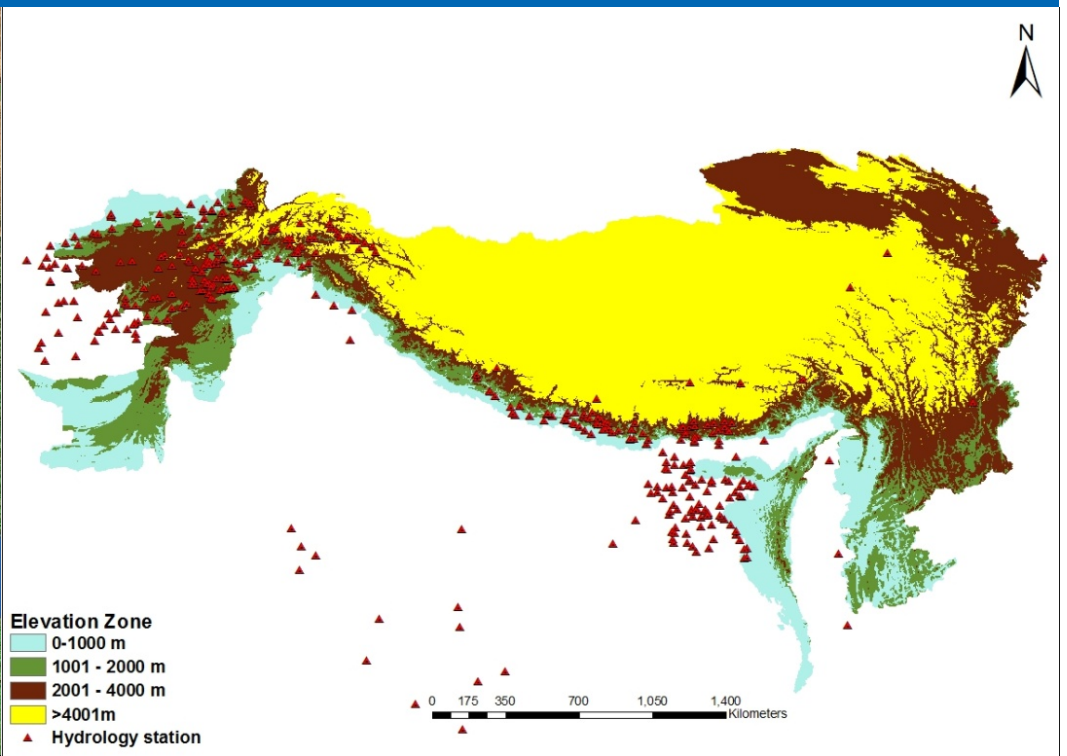 N
Elevation Zone
0-1000 m
1001 - 2000 m
2001 - 4000 m
>4001m
Hydrology station
0 175 350 700 1,050 1,400
Kilometers